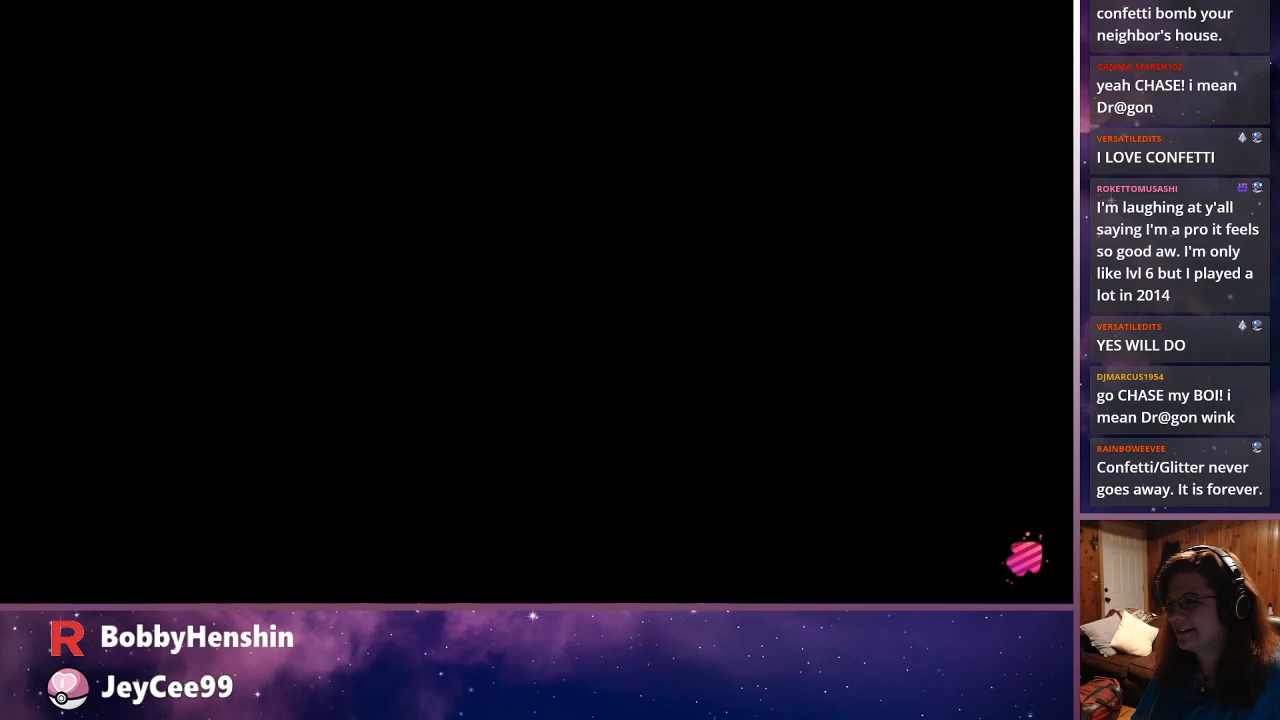 confetti bomb your
neighbor's house.
GAMMA_MARSH102
yeah CHASE! i mean
Dr@gon
VERSATILEDITS
I LOVE CONFETTI
ROKETTOMUSASHI
I'm laughing at y'all
saying I'm a pro it feels
so good aw. I'm only
like lvl 6 but I played a
lot in 2014
VERSATILEDITS
YES WILL DO
DJMARCUS1954
go CHASE my BOI! i
mean Dr@gon wink
RAINBOWEEVEE
Confetti/Glitter never
goes away. It is forever.
R BobbyHenshin
JeyCee99